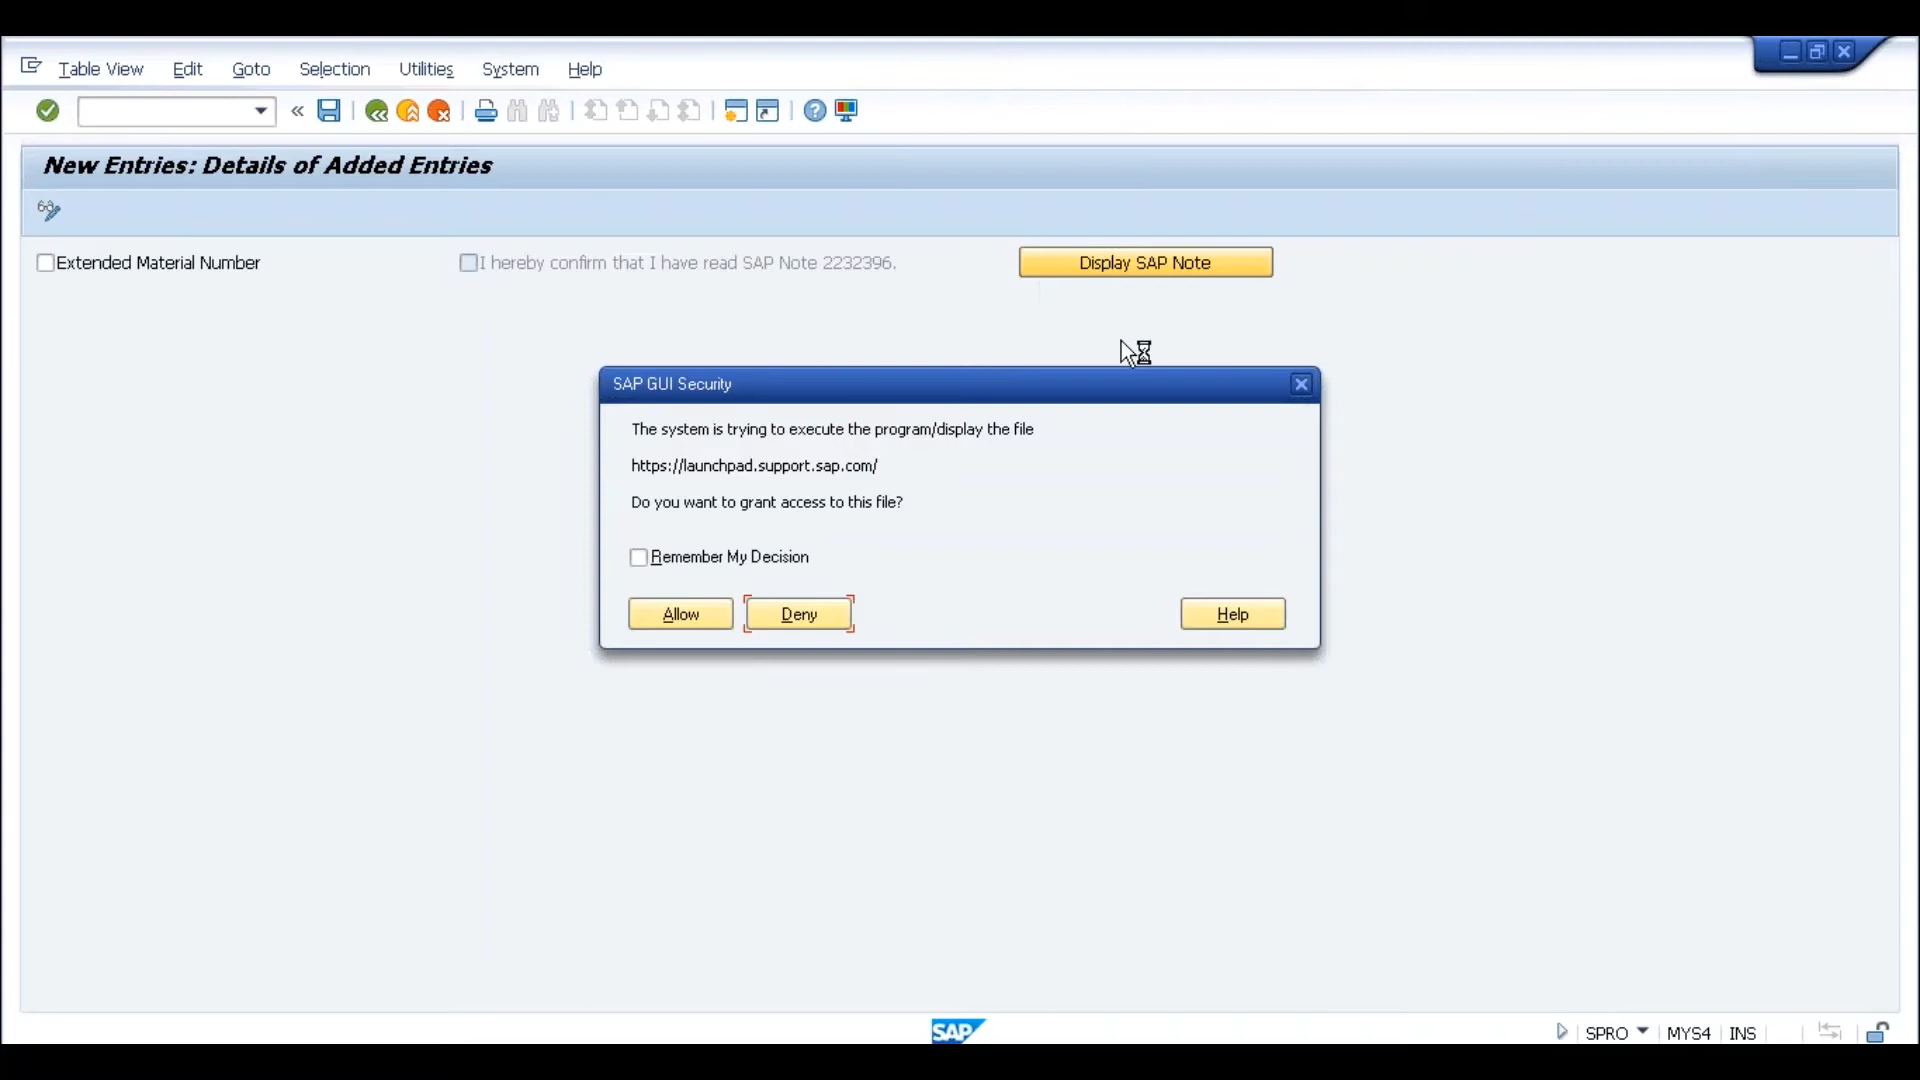 Table View Edit Goto Selection Utilities System Help
New Entries: Details of Added Entries
Extended Material Number I hereby confirm that I have read SAP Note 2232396. Display SAP Note
SAP GUI Security
The system is trying to execute the program/display the file
https://launchpad.support.sap.com/
Do you want to grant access to this file?
Remember My Decision
Allow Deny Help
SAP SPRO MYS4 INS